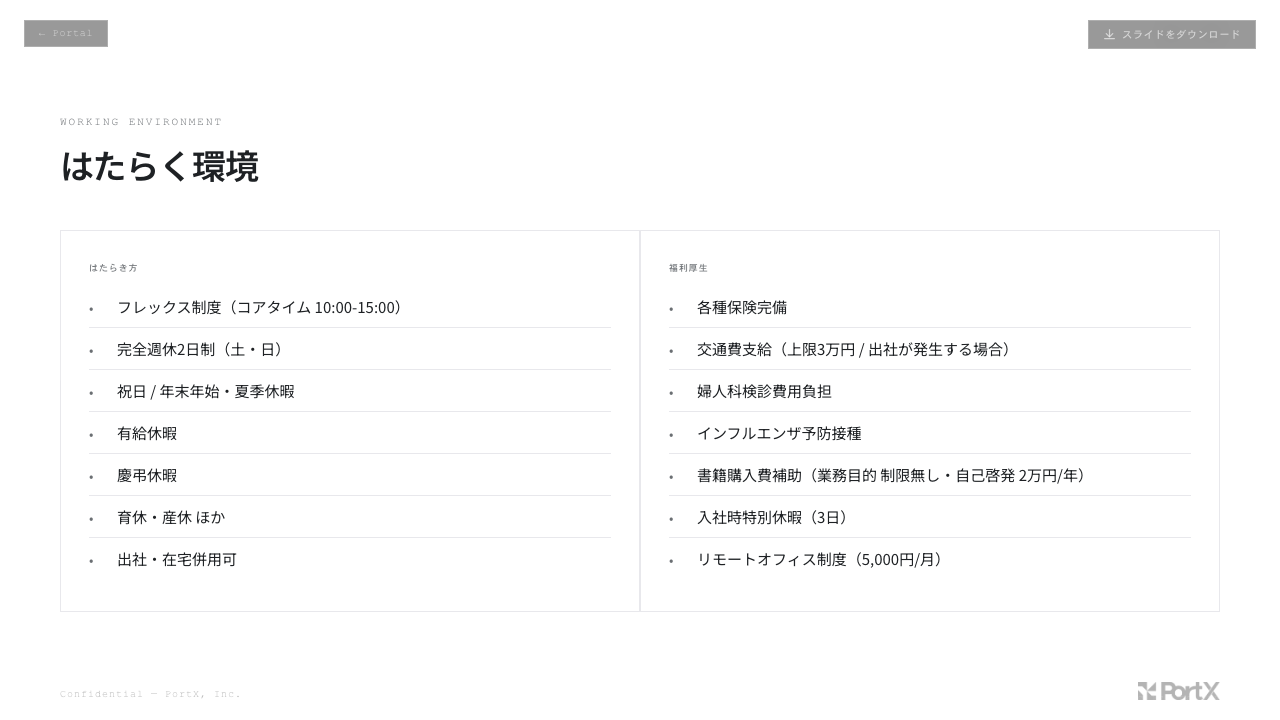 ← Portal
スライドをダウンロード
WORKING ENVIRONMENT
はたらく環境
はたらき方
• フレックス制度（コアタイム 10:00-15:00）
• 完全週休2日制（土・日）
• 祝日 / 年末年始・夏季休暇
• 有給休暇
• 慶弔休暇
• 育休・産休 ほか
• 出社・在宅併用可
福利厚生
• 各種保険完備
• 交通費支給（上限3万円 / 出社が発生する場合）
• 婦人科検診費用負担
• インフルエンザ予防接種
• 書籍購入費補助（業務目的 制限無し・自己啓発 2万円/年）
• 入社時特別休暇（3日）
• リモートオフィス制度（5,000円/月）
Confidential — PortX, Inc.
PortX